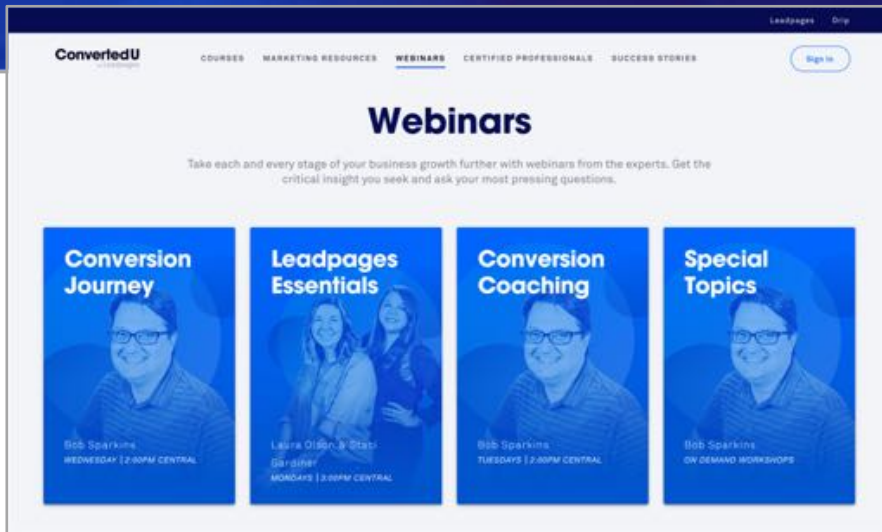 Leadpages Drip
ConvertedU
COURSES MARKETING RESOURCES WEBINARS CERTIFIED PROFESSIONALS SUCCESS STORIES Sign in
Webinars
Take each and every stage of your business growth further with webinars from the experts. Get the
critical insight you seek and ask your most pressing questions.
Conversion
Journey
Bob Sparkins
WEDNESDAY | 2:00PM CENTRAL
Leadpages
Essentials
Laura Olson & Stati
Gardiner
MONDAYS | 3:00PM CENTRAL
Conversion
Coaching
Bob Sparkins
TUESDAYS | 2:00PM CENTRAL
Special
Topics
Bob Sparkins
ON DEMAND WORKSHOPS